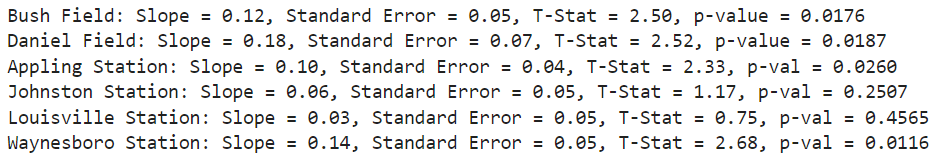 Bush Field: Slope = 0.12, Standard Error = 0.05, T-Stat = 2.50, p-value = 0.0176
Daniel Field: Slope = 0.18, Standard Error = 0.07, T-Stat = 2.52, p-value = 0.0187
Appling Station: Slope = 0.10, Standard Error = 0.04, T-Stat = 2.33, p-val = 0.0260
Johnston Station: Slope = 0.06, Standard Error = 0.05, T-Stat = 1.17, p-val = 0.2507
Louisville Station: Slope = 0.03, Standard Error = 0.05, T-Stat = 0.75, p-val = 0.4565
Waynesboro Station: Slope = 0.14, Standard Error = 0.05, T-Stat = 2.68, p-val = 0.0116